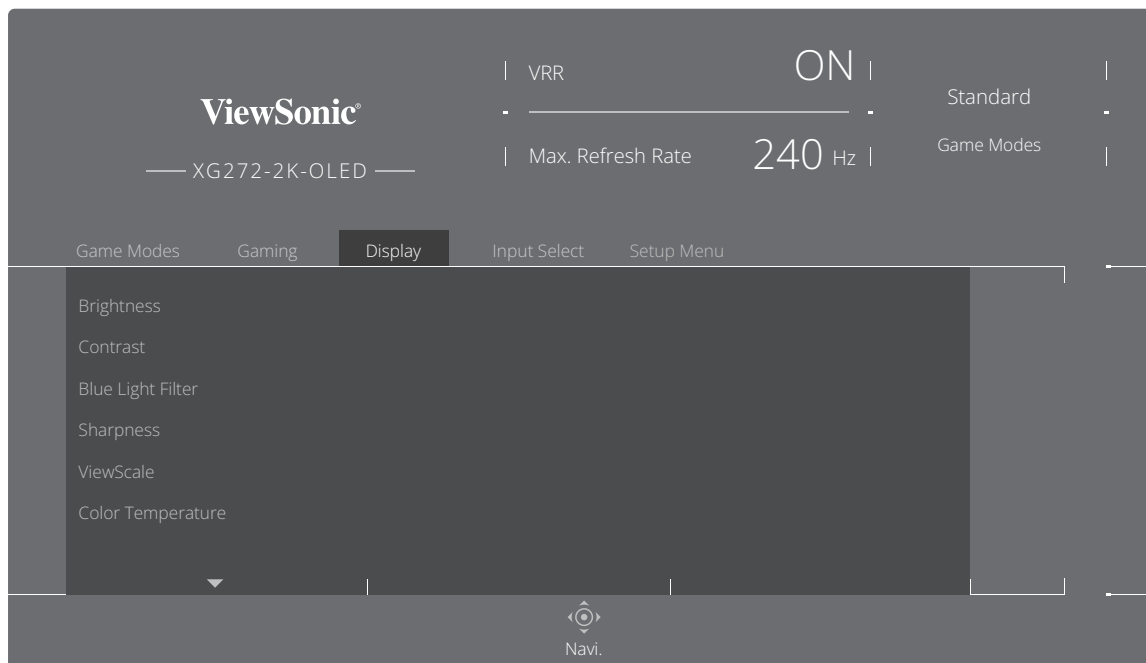 ViewSonic®
XG272-2K-OLED
VRR ON
Max. Refresh Rate 240 Hz
Standard
Game Modes
Game Modes Gaming Display Input Select Setup Menu
Brightness
Contrast
Blue Light Filter
Sharpness
ViewScale
Color Temperature
Navi.